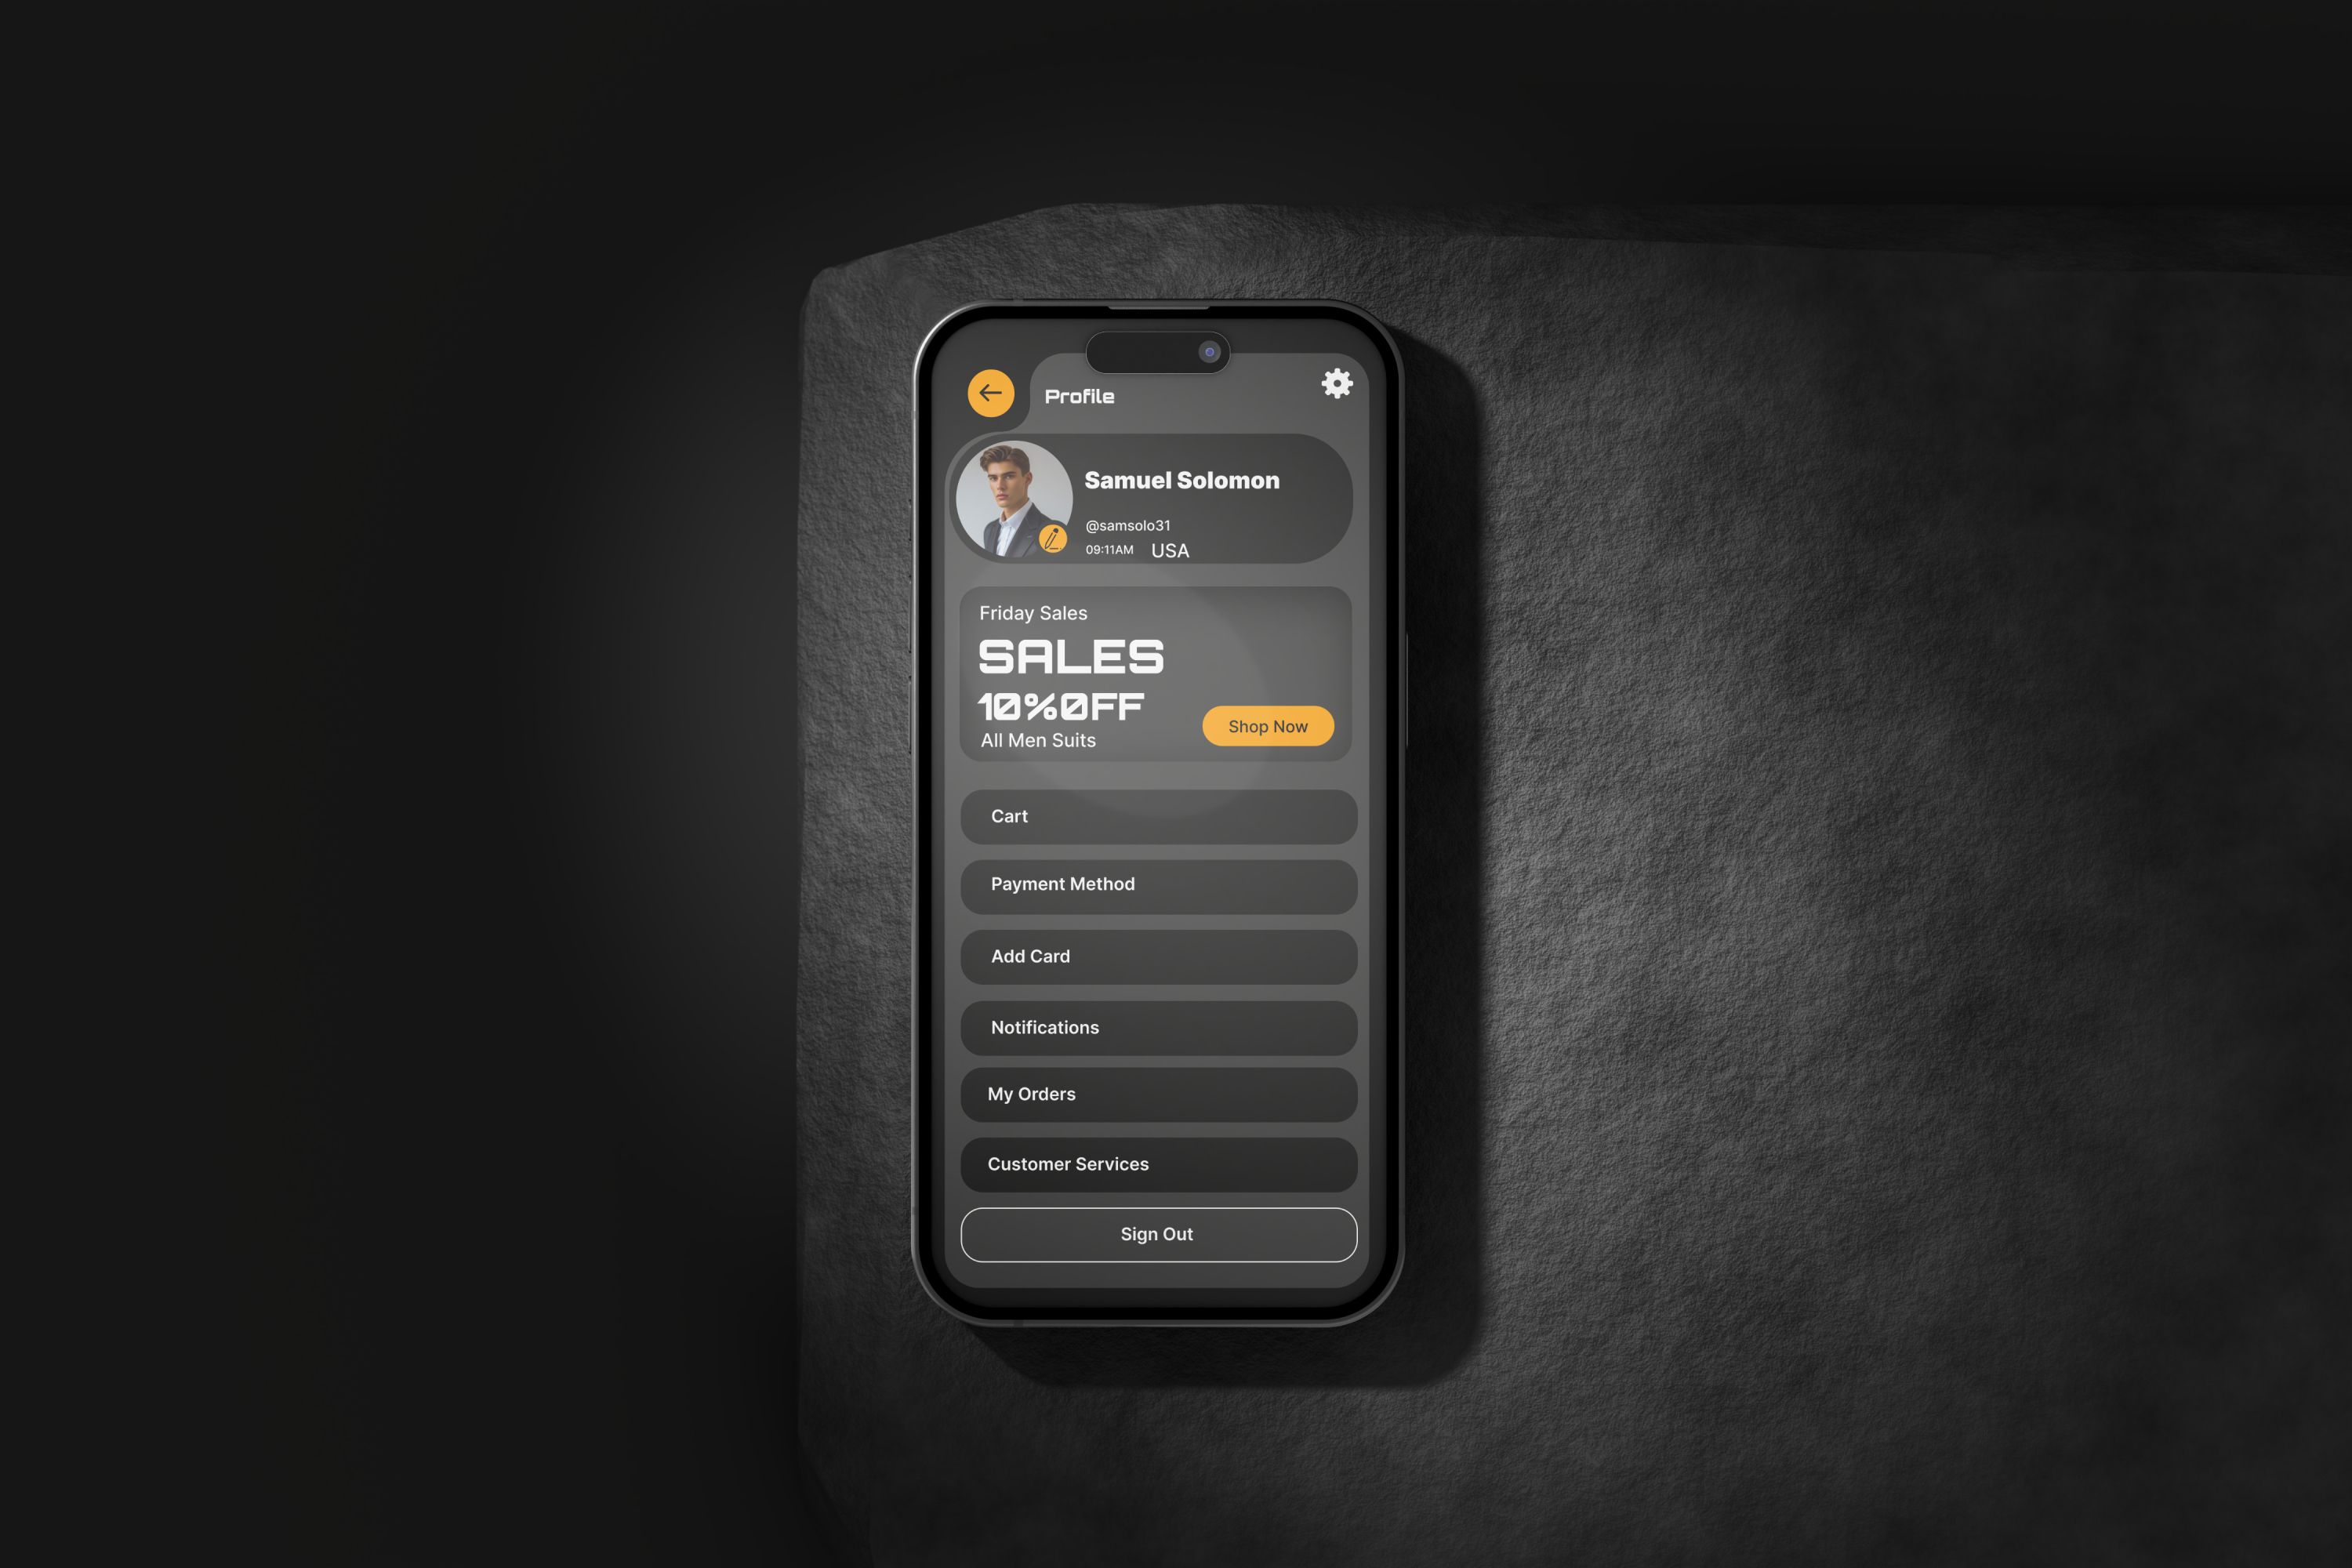 Profile
Samuel Solomon
@samsolo31
09:11AM USA
Friday Sales
SALES
10%OFF
All Men Suits
Shop Now
Cart
Payment Method
Add Card
Notifications
My Orders
Customer Services
Sign Out